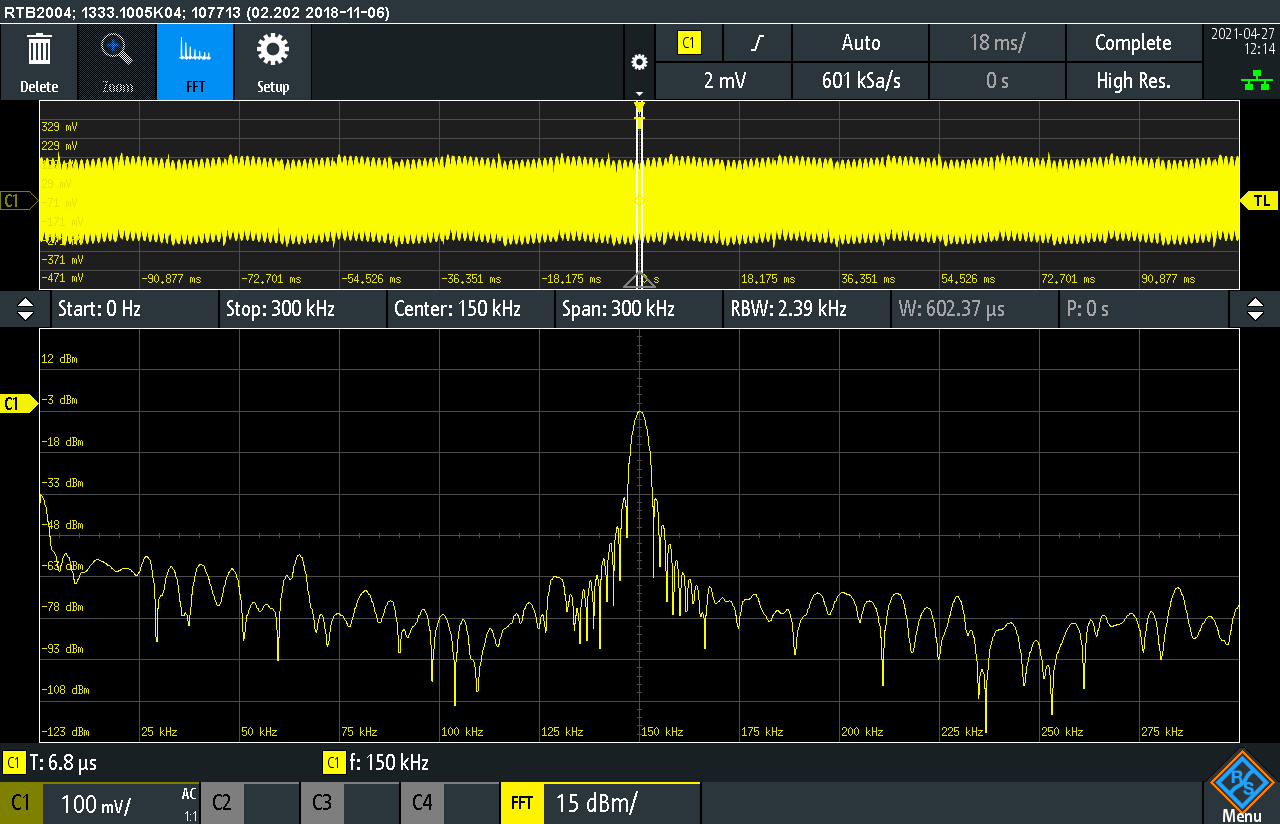 RTB2004; 1333.1005K04; 107713 (02.202 2018-11-06)
Delete
Zoom
FFT
Setup
C1
Auto
18 ms/
Complete
2021-04-27
12:14
2 mV
601 kSa/s
0 s
High Res.
329 mV
229 mV
29 mV
-71 mV
-171 mV
-271 mV
-371 mV
-471 mV
C1
TL
-90.877 ms
-72.701 ms
-54.526 ms
-36.351 ms
-18.175 ms
18.175 ms
36.351 ms
54.526 ms
72.701 ms
90.877 ms
Start: 0 Hz
Stop: 300 kHz
Center: 150 kHz
Span: 300 kHz
RBW: 2.39 kHz
W: 602.37 µs
P: 0 s
12 dBm
C1
-3 dBm
-18 dBm
-33 dBm
-48 dBm
-63 dBm
-78 dBm
-93 dBm
-108 dBm
-123 dBm
25 kHz
50 kHz
75 kHz
100 kHz
125 kHz
150 kHz
175 kHz
200 kHz
225 kHz
250 kHz
275 kHz
C1 T: 6.8 µs
C1 f: 150 kHz
C1
100 mV/
AC
1:1
C2
C3
C4
FFT
15 dBm/
R S
Menu